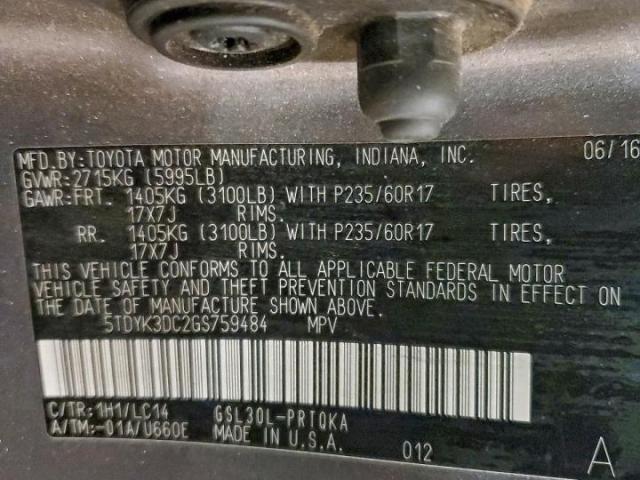 MFD.BY:TOYOTA MOTOR MANUFACTURING, INDIANA, INC. 06/16
GVWR:2715KG (5995LB)
GAWR:FRT. 1405KG (3100LB) WITH P235/60R17 TIRES,
17X7J RIMS.
RR. 1405KG (3100LB) WITH P235/60R17 TIRES,
17X7J RIMS.
THIS VEHICLE CONFORMS TO ALL APPLICABLE FEDERAL MOTOR
VEHICLE SAFETY AND THEFT PREVENTION STANDARDS IN EFFECT ON
THE DATE OF MANUFACTURE SHOWN ABOVE.
5TDYK3DC2GS759484 MPV
C/TR:1H1/LC14 GSL30L-PRTQKA
A/TM:-01A/U660E MADE IN U.S.A. 012 A